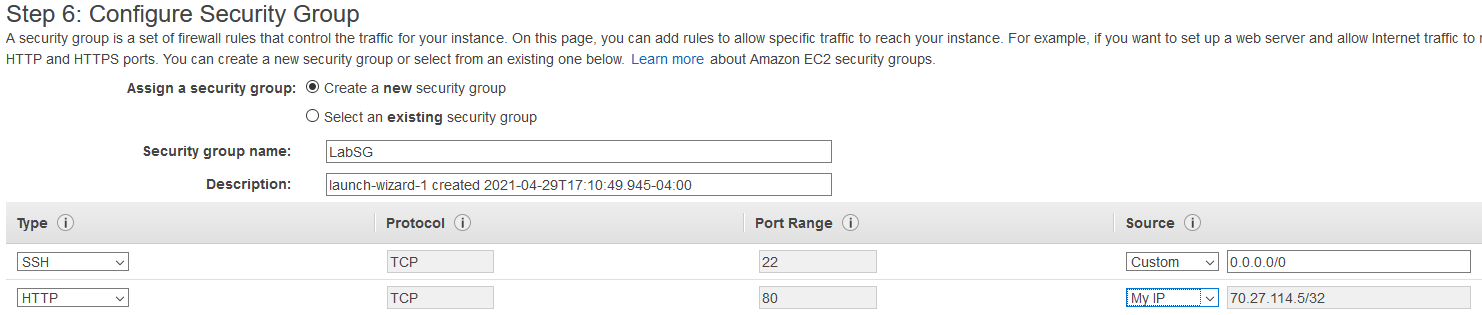 Step 6: Configure Security Group
A security group is a set of firewall rules that control the traffic for your instance. On this page, you can add rules to allow specific traffic to reach your instance. For example, if you want to set up a web server and allow Internet traffic to
HTTP and HTTPS ports. You can create a new security group or select from an existing one below. Learn more about Amazon EC2 security groups.
Assign a security group: Create a new security group
Select an existing security group
Security group name: LabSG
Description: launch-wizard-1 created 2021-04-29T17:10:49.945-04:00
Type i Protocol i Port Range i Source i
SSH TCP 22 Custom 0.0.0.0/0
HTTP TCP 80 My IP 70.27.114.5/32